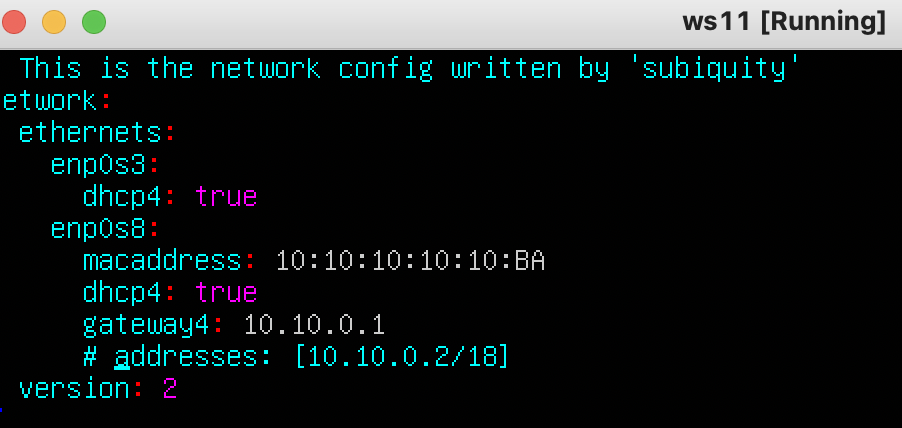 ws11 [Running]
This is the network config written by 'subiquity'
etwork:
 ethernets:
   enp0s3:
     dhcp4: true
   enp0s8:
     macaddress: 10:10:10:10:10:BA
     dhcp4: true
     gateway4: 10.10.0.1
     # addresses: [10.10.0.2/18]
 version: 2